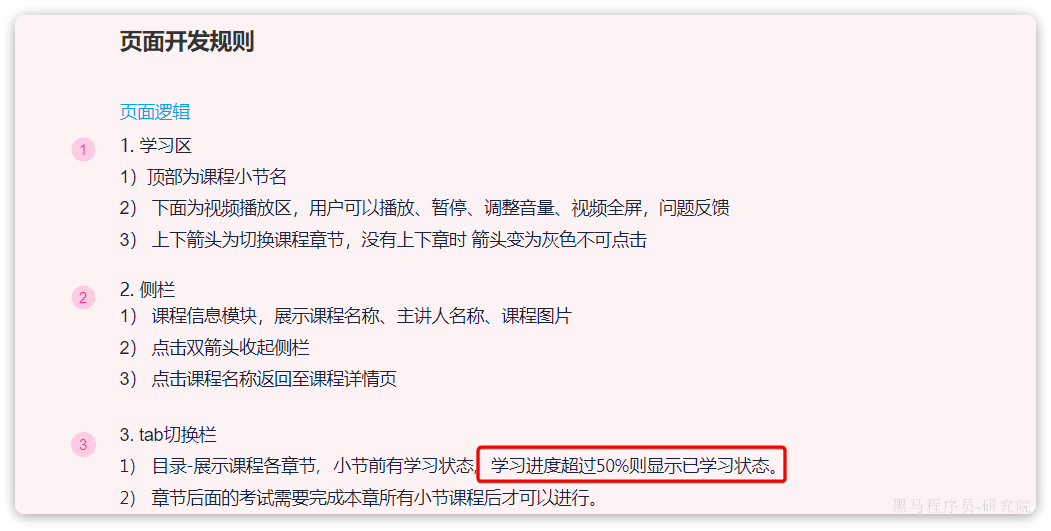 页面开发规则
页面逻辑
1
1. 学习区
1）顶部为课程小节名
2） 下面为视频播放区，用户可以播放、暂停、调整音量、视频全屏，问题反馈
3） 上下箭头为切换课程章节，没有上下章时 箭头变为灰色不可点击
2
2. 侧栏
1） 课程信息模块，展示课程名称、主讲人名称、课程图片
2） 点击双箭头收起侧栏
3） 点击课程名称返回至课程详情页
3
3. tab切换栏
1） 目录-展示课程各章节，小节前有学习状态，学习进度超过50%则显示已学习状态。
2） 章节后面的考试需要完成本章所有小节课程后才可以进行。
黑马程序员-研究院